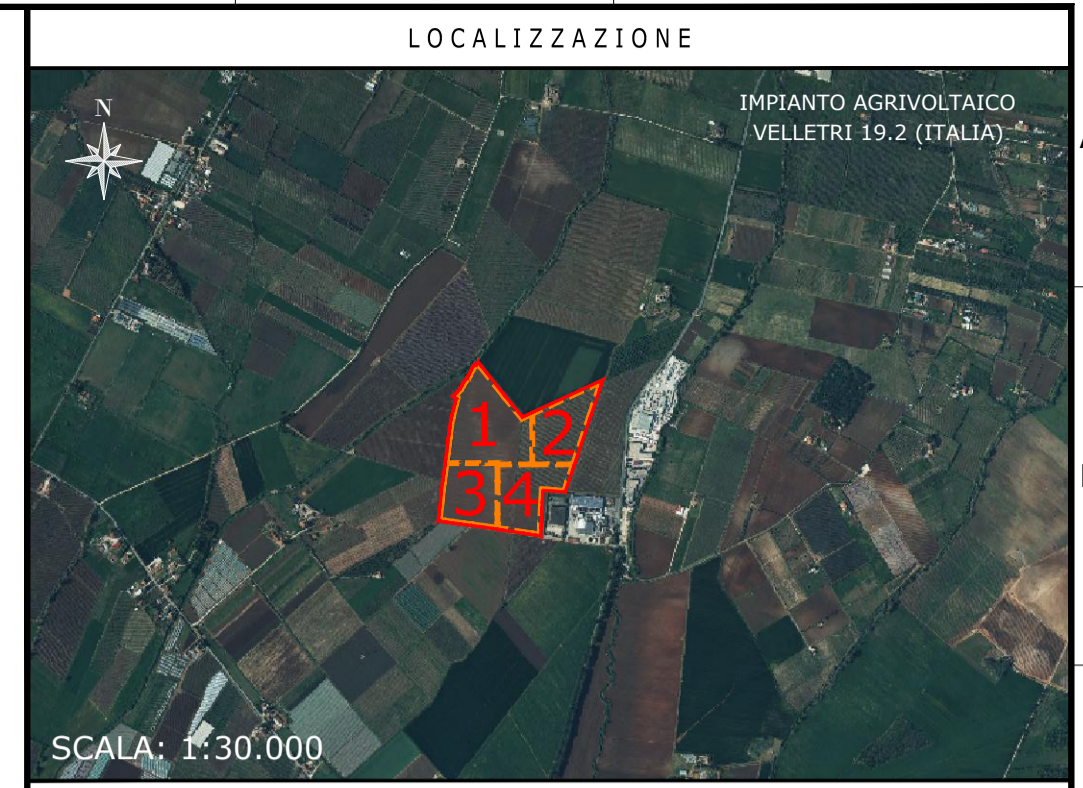 LOCALIZZAZIONE
N
IMPIANTO AGRIVOLTAICO
VELLETRI 19.2 (ITALIA)
1
2
3
4
SCALA: 1:30.000